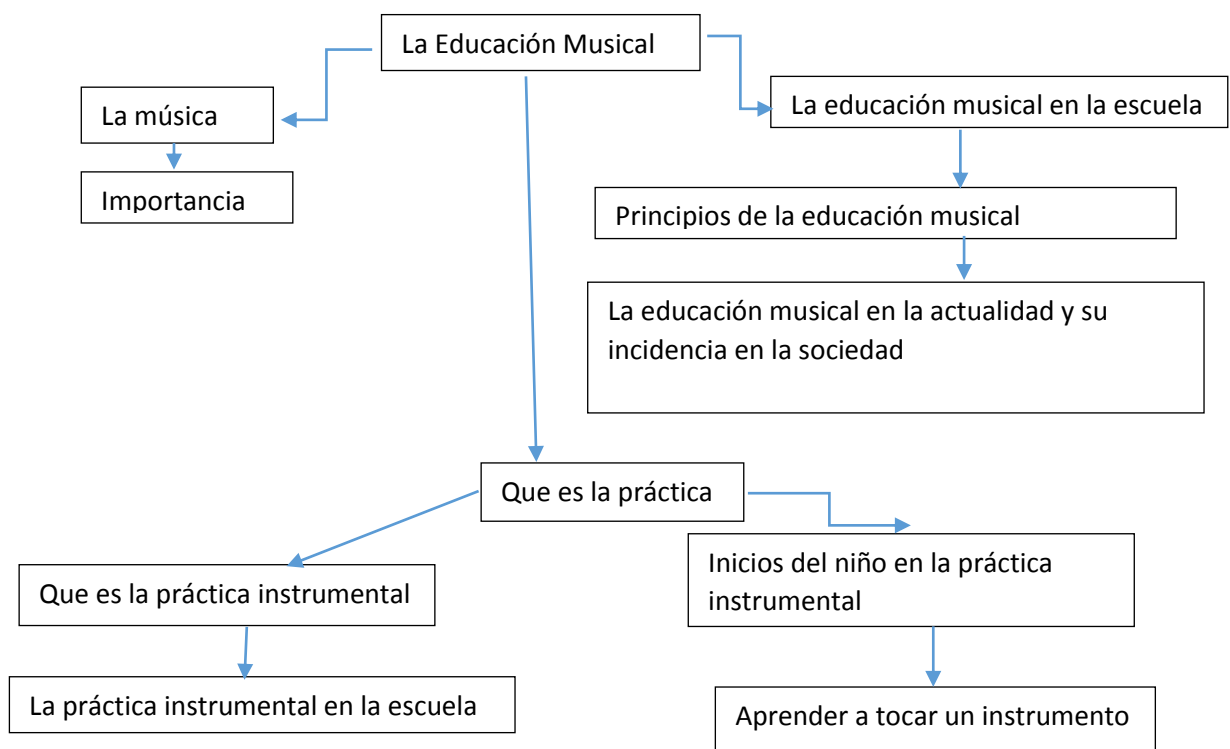 La Educación Musical
La música
La educación musical en la escuela
Importancia
Principios de la educación musical
La educación musical en la actualidad y su
incidencia en la sociedad
Que es la práctica
Inicios del niño en la práctica
instrumental
Que es la práctica instrumental
La práctica instrumental en la escuela
Aprender a tocar un instrumento